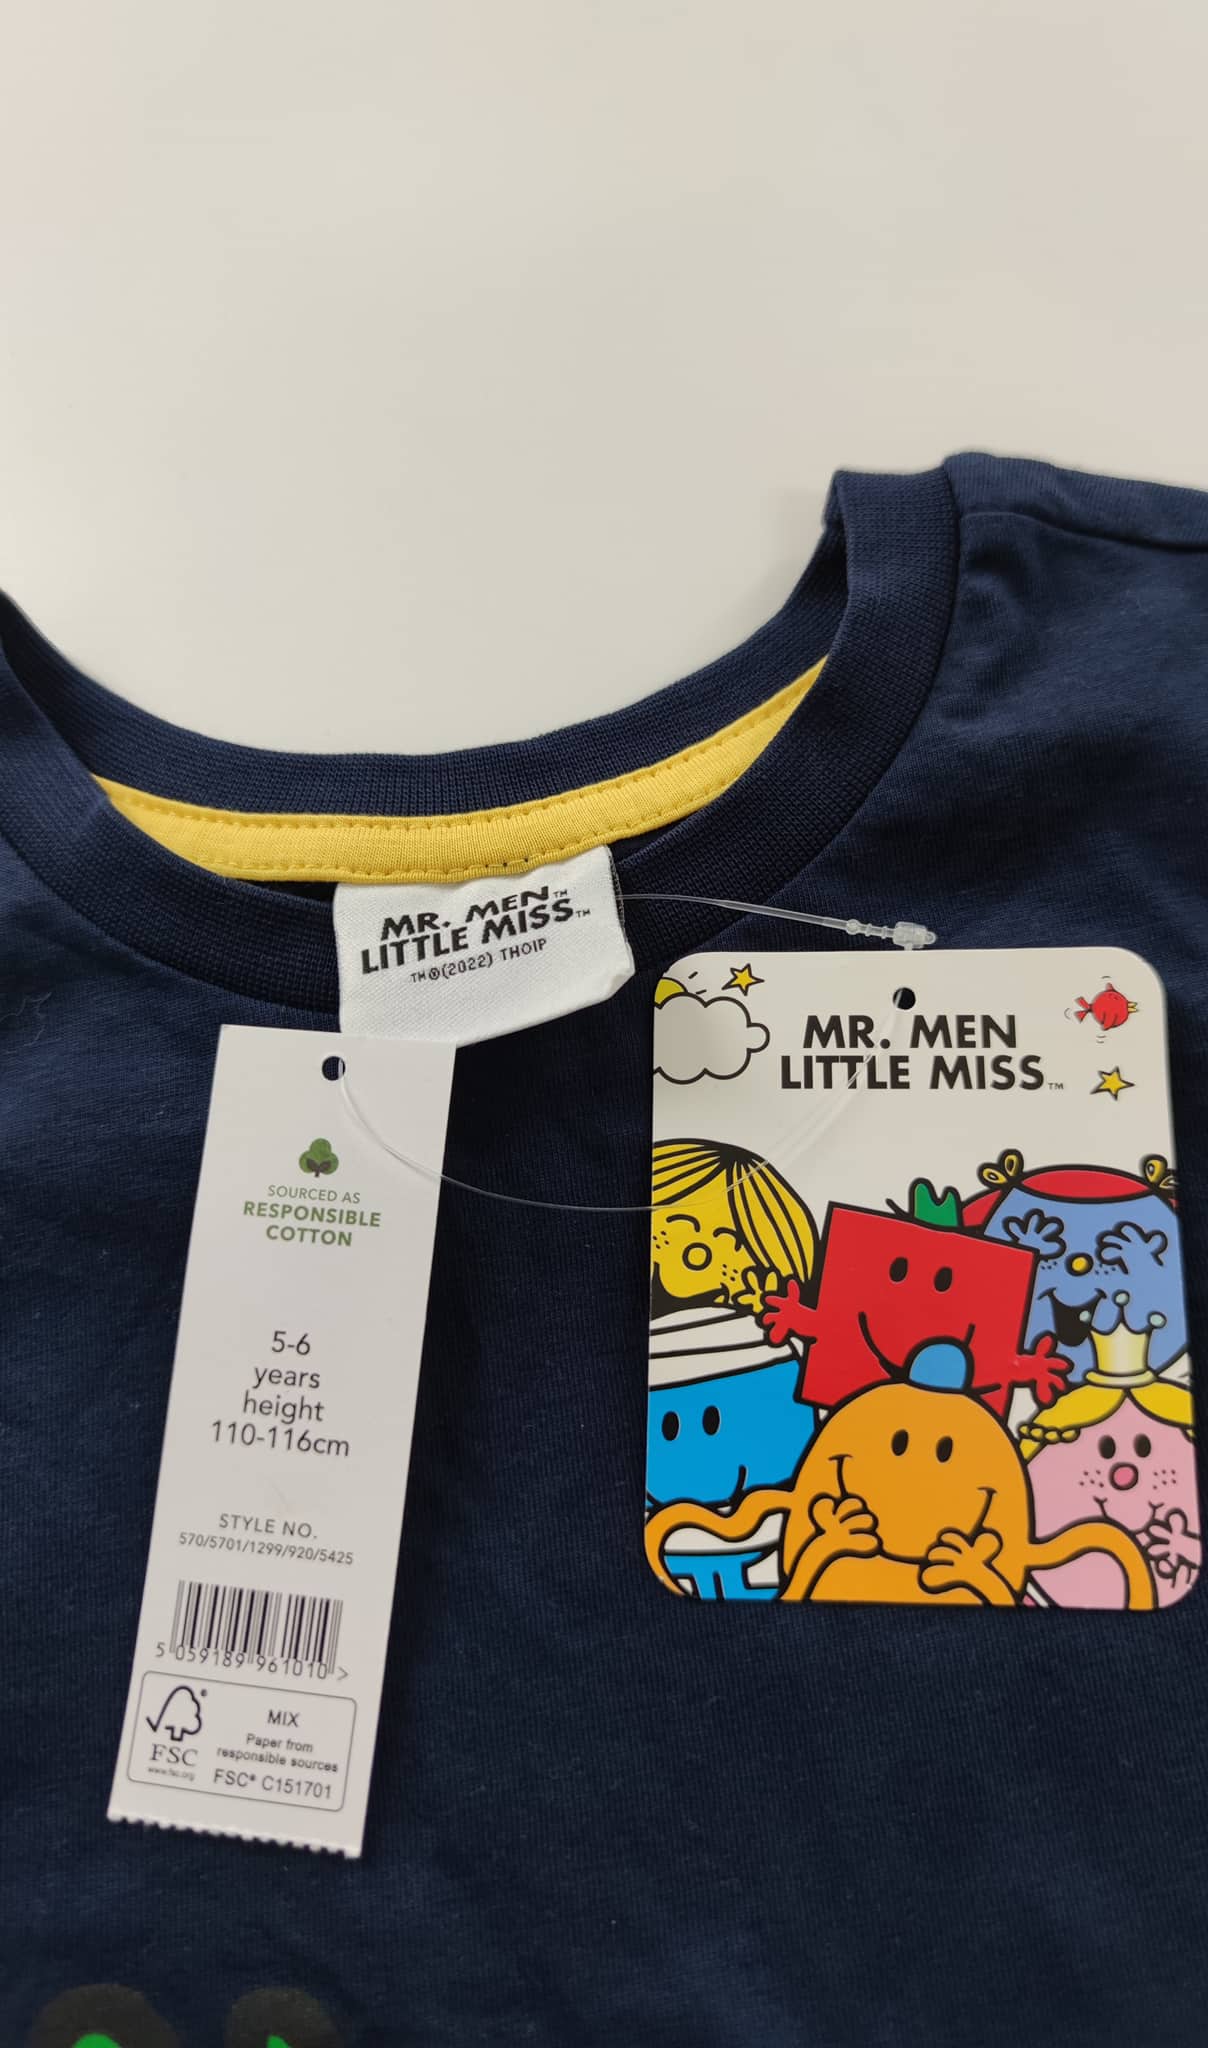 MR. MEN™
LITTLE MISS™
TM®(2022) THOIP
MR. MEN
LITTLE MISS™
SOURCED AS
RESPONSIBLE
COTTON
5-6
years
height
110-116cm
STYLE NO.
570/5701/1299/920/5425
5 059189 961010 >
FSC®
www.fsc.org
MIX
Paper from
responsible sources
FSC® C151701